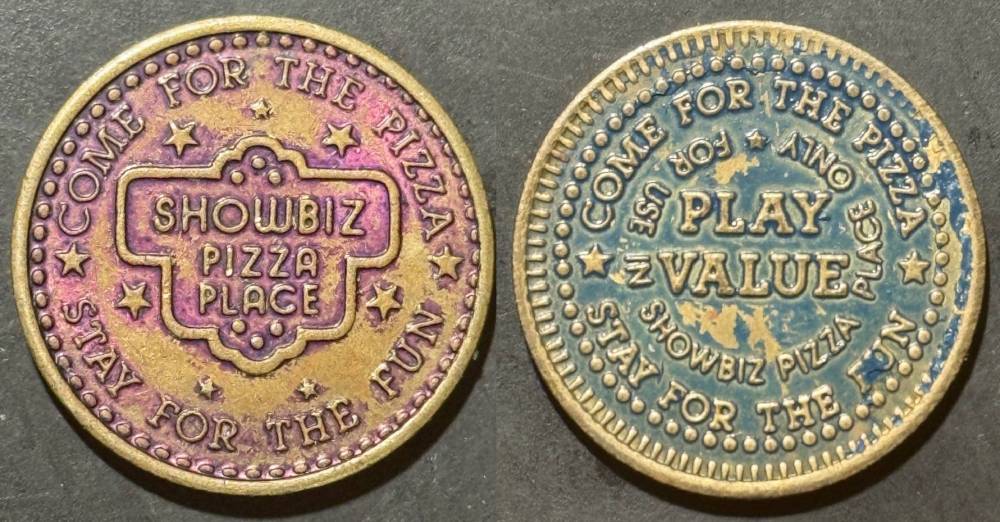 COME FOR THE PIZZA
SHOWBIZ
PIZZA
PLACE
STAY FOR THE FUN
COME FOR THE PIZZA
ONLY FOR USE IN SHOWBIZ PIZZA PLACE
PLAY
VALUE
STAY FOR THE FUN